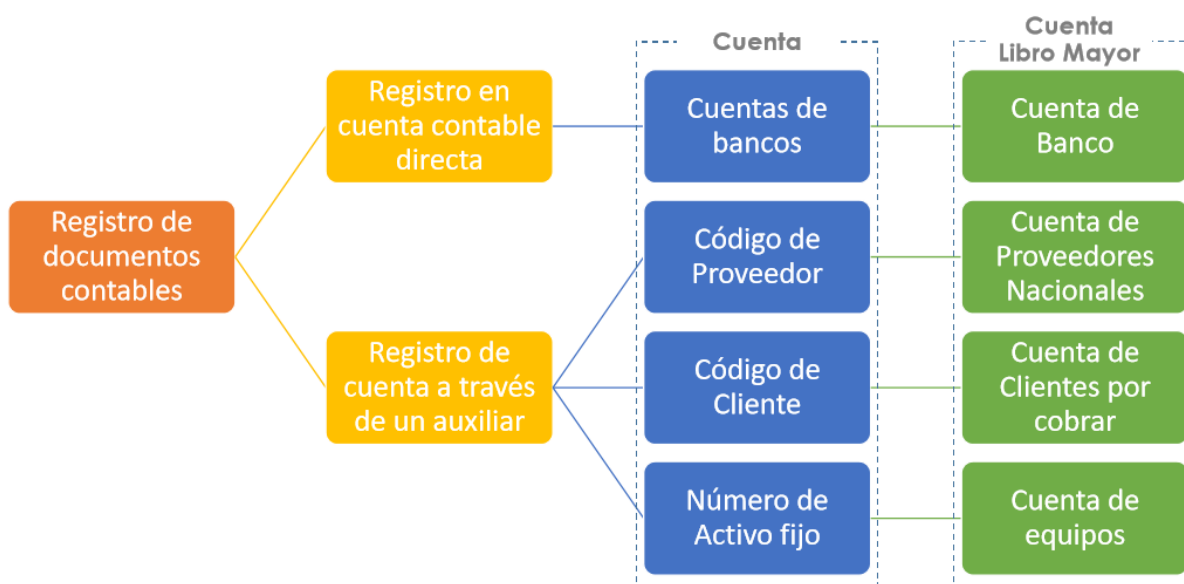 Cuenta
Cuenta
Libro Mayor
Registro de
documentos
contables
Registro en
cuenta contable
directa
Registro de
cuenta a través
de un auxiliar
Cuentas de
bancos
Código de
Proveedor
Código de
Cliente
Número de
Activo fijo
Cuenta de
Banco
Cuenta de
Proveedores
Nacionales
Cuenta de
Clientes por
cobrar
Cuenta de
equipos